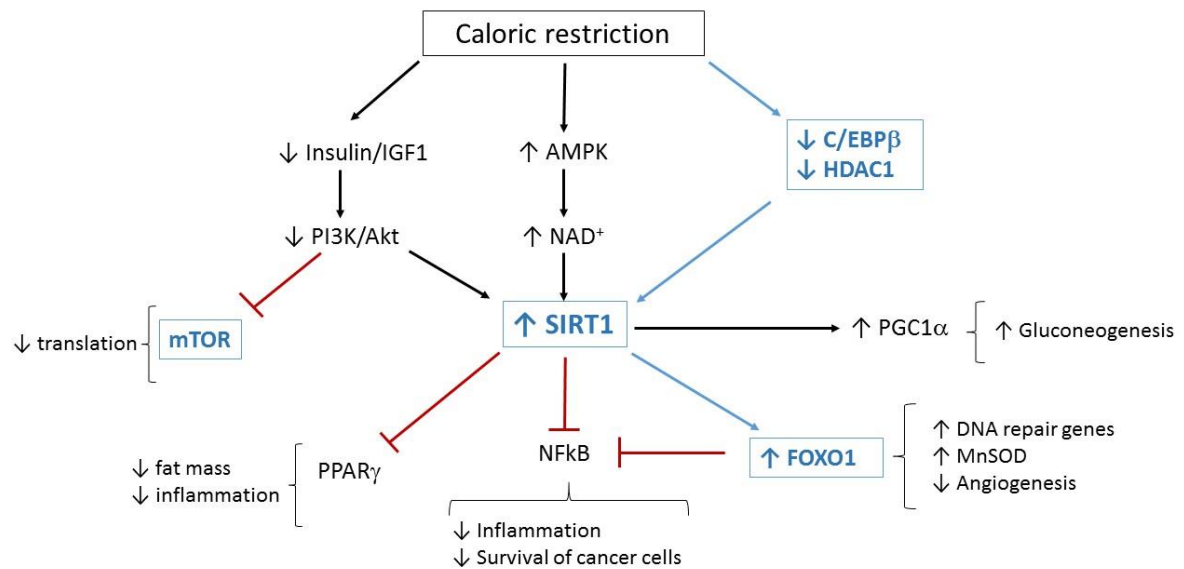 Caloric restriction
↓ Insulin/IGF1
↑ AMPK
↓ C/EBPβ
↓ HDAC1
↓ PI3K/Akt
↑ NAD⁺
↑ SIRT1
↓ translation
mTOR
↑ PGC1α
↑ Gluconeogenesis
↓ fat mass
↓ inflammation
PPARγ
NFkB
↑ FOXO1
↑ DNA repair genes
↑ MnSOD
↓ Angiogenesis
↓ Inflammation
↓ Survival of cancer cells